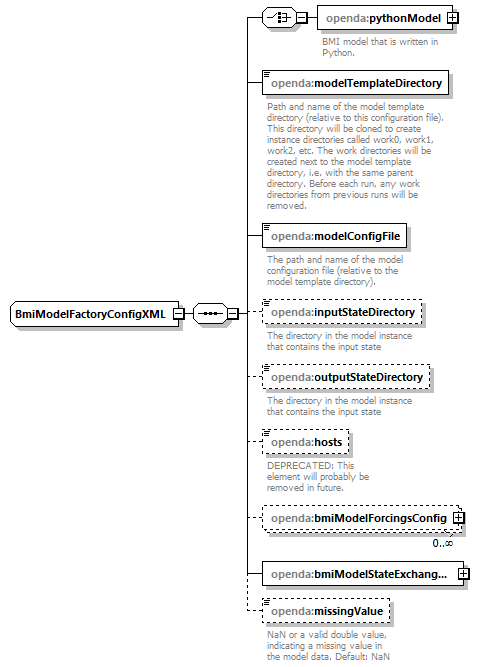 openda:pythonModel
BMI model that is written in
Python.
openda:modelTemplateDirectory
Path and name of the model template
directory (relative to this configuration file).
This directory will be cloned to create
instance directories called work0, work1,
work2, etc. The work directories will be
created next to the model template
directory, i.e. with the same parent
directory. Before each run, any work
directories from previous runs will be
removed.
openda:modelConfigFile
The path and name of the model
configuration file (relative to the
model template directory).
BmiModelFactoryConfigXML
openda:inputStateDirectory
The directory in the model instance
that contains the input state
openda:outputStateDirectory
The directory in the model instance
that contains the input state
openda:hosts
DEPRECATED: This
element will probably be
removed in future.
openda:bmiModelForcingsConfig
0..∞
openda:bmiModelStateExchang...
openda:missingValue
NaN or a valid double value,
indicating a missing value in
the model data. Default: NaN